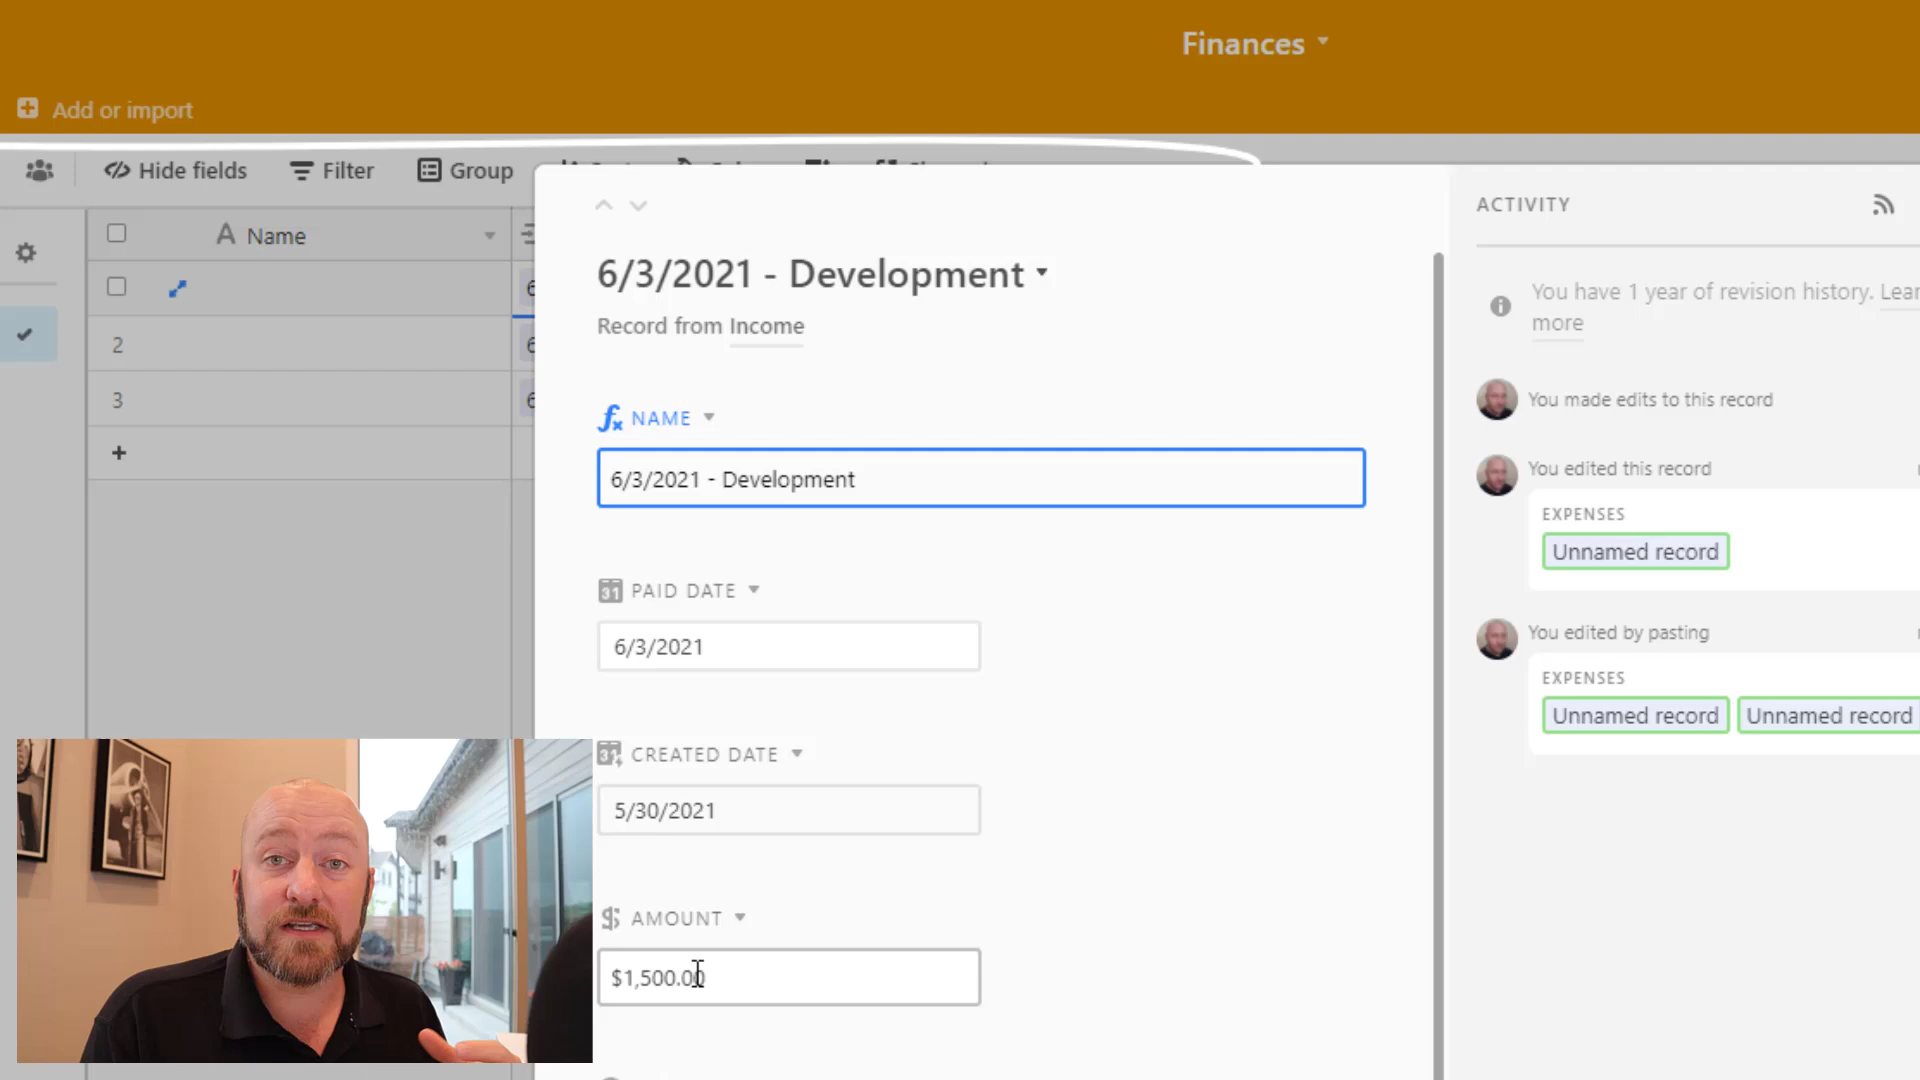 Finances
Add or import
Hide fields
Filter
Group
Name
2
3
6/3/2021 - Development
Record from Income
NAME
6/3/2021 - Development
PAID DATE
6/3/2021
CREATED DATE
5/30/2021
AMOUNT
$1,500.00
ACTIVITY
You have 1 year of revision history.
more
You made edits to this record
You edited this record
EXPENSES
Unnamed record
You edited by pasting
EXPENSES
Unnamed record Unnamed record